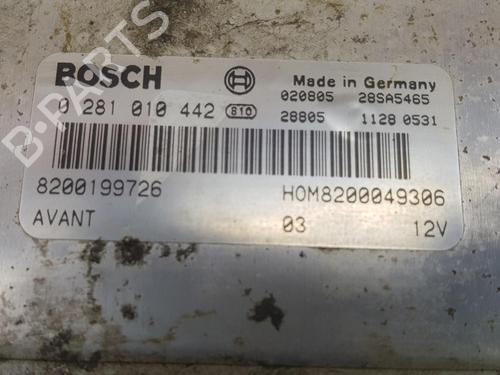 BOSCH
Made in Germany
0 281 010 442 810
020805 28SA5465
28805 1128 0531
8200199726
HOM8200049306
AVANT 03 12V
B-PARTS